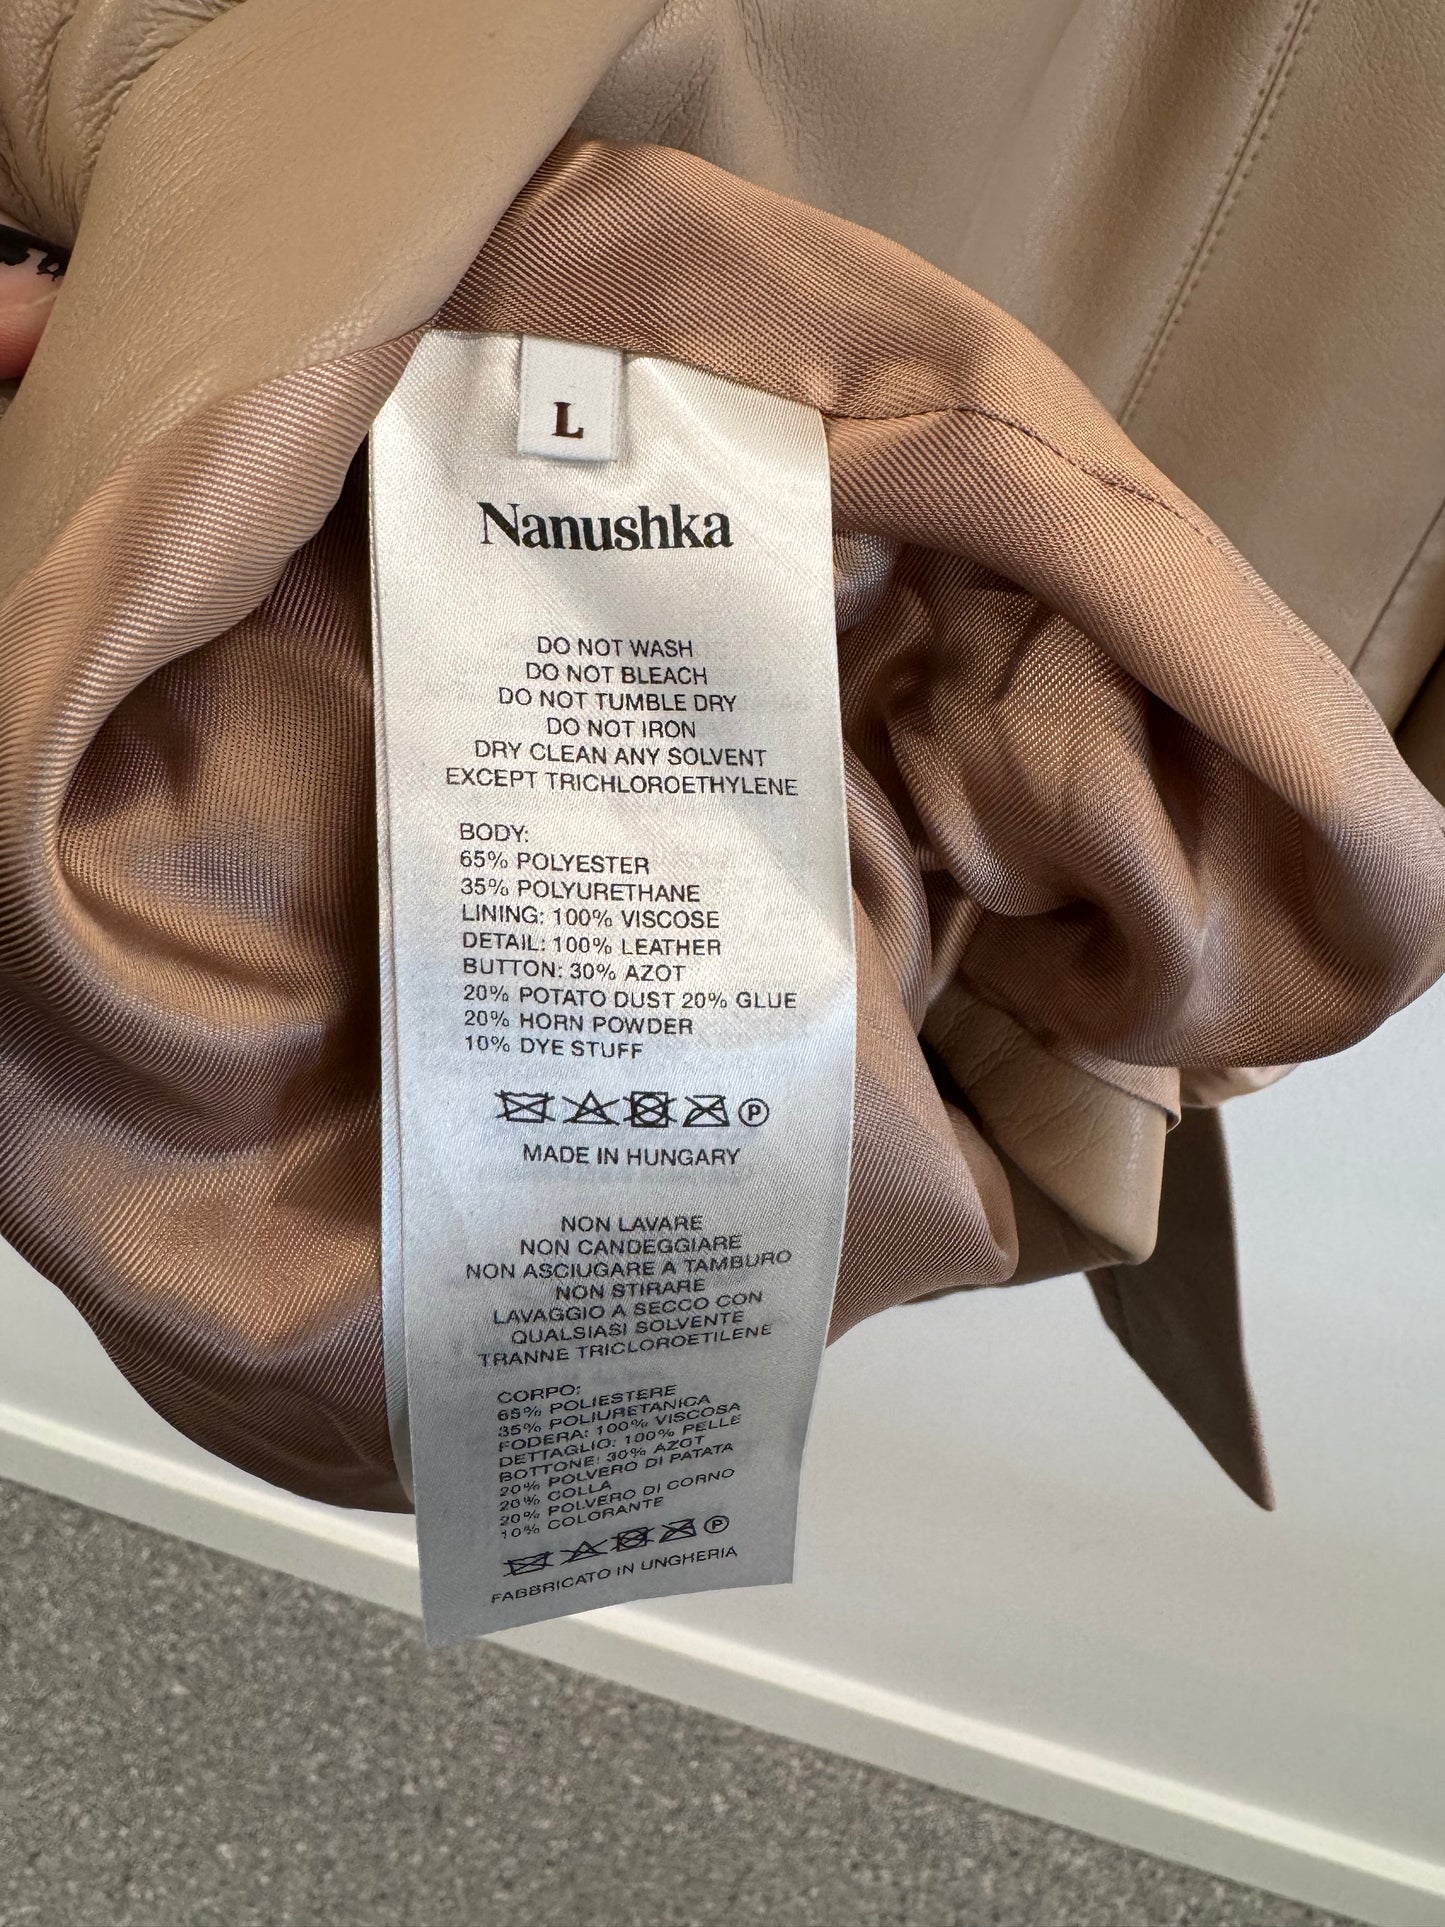 L
Nanushka
DO NOT WASH
DO NOT BLEACH
DO NOT TUMBLE DRY
DO NOT IRON
DRY CLEAN ANY SOLVENT
EXCEPT TRICHLOROETHYLENE
BODY:
65% POLYESTER
35% POLYURETHANE
LINING: 100% VISCOSE
DETAIL: 100% LEATHER
BUTTON: 30% AZOT
20% POTATO DUST 20% GLUE
20% HORN POWDER
10% DYE STUFF
P
MADE IN HUNGARY
NON LAVARE
NON CANDEGGIARE
NON ASCIUGARE A TAMBURO
NON STIRARE
LAVAGGIO A SECCO CON
QUALSIASI SOLVENTE
TRANNE TRICLOROETILENE
CORPO:
65% POLIESTERE
35% POLIURETANICA
FODERA: 100% VISCOSA
DETTAGLIO: 100% PELLE
BOTTONE: 30% AZOT
20% POLVERO DI PATATA
20% COLLA
20% POLVERO DI CORNO
10% COLORANTE
P
FABBRICATO IN UNGHERIA